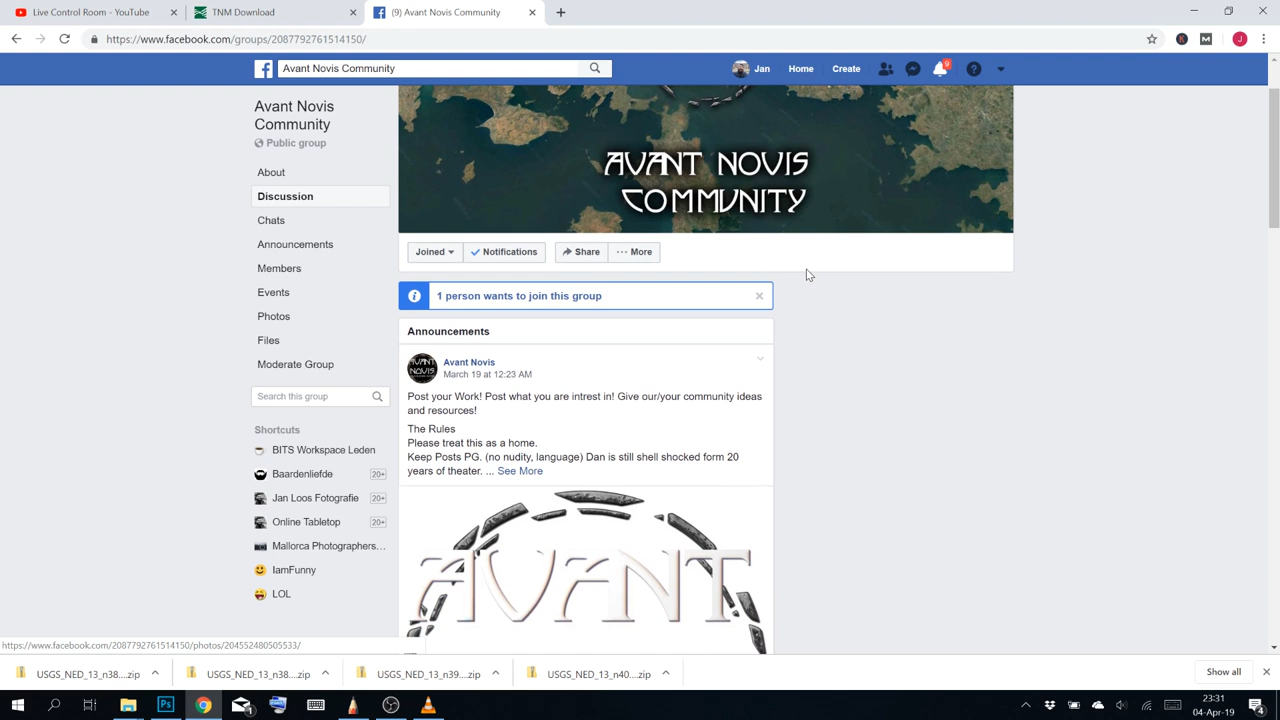 Live Control Room - YouTube
TNM Download
(9) Avant Novis Community
https://www.facebook.com/groups/2087792761514150/
Avant Novis Community
Jan
Home
Create
9
Avant Novis
Community
Public group
About
Discussion
Chats
Announcements
Members
Events
Photos
Files
Moderate Group
Search this group
Shortcuts
BITS Workspace Leden
Baardenliefde 20+
Jan Loos Fotografie 20+
Online Tabletop 20+
Mallorca Photographers...
IamFunny
LOL
AVANT NOVIS
COMMUNITY
Joined
Notifications
Share
More
1 person wants to join this group
Announcements
Avant Novis
March 19 at 12:23 AM
Post your Work! Post what you are intrest in! Give our/your community ideas
and resources!
The Rules
Please treat this as a home.
Keep Posts PG. (no nudity, language) Dan is still shell shocked form 20
years of theater. ... See More
AVANT
https://www.facebook.com/2087792761514150/photos/204552480505533/
USGS_NED_13_n38....zip
USGS_NED_13_n38....zip
USGS_NED_13_n39....zip
USGS_NED_13_n40....zip
Show all
Ps
1
23:31
04-Apr-19
4